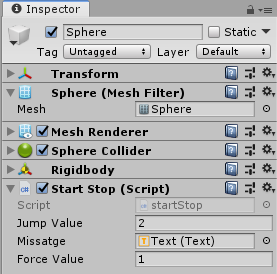 Inspector
Sphere
Static
Tag Untagged Layer Default
Transform
Sphere (Mesh Filter)
Mesh Sphere
Mesh Renderer
Sphere Collider
Rigidbody
Start Stop (Script)
Script startStop
Jump Value 2
Missatge Text (Text)
Force Value 1